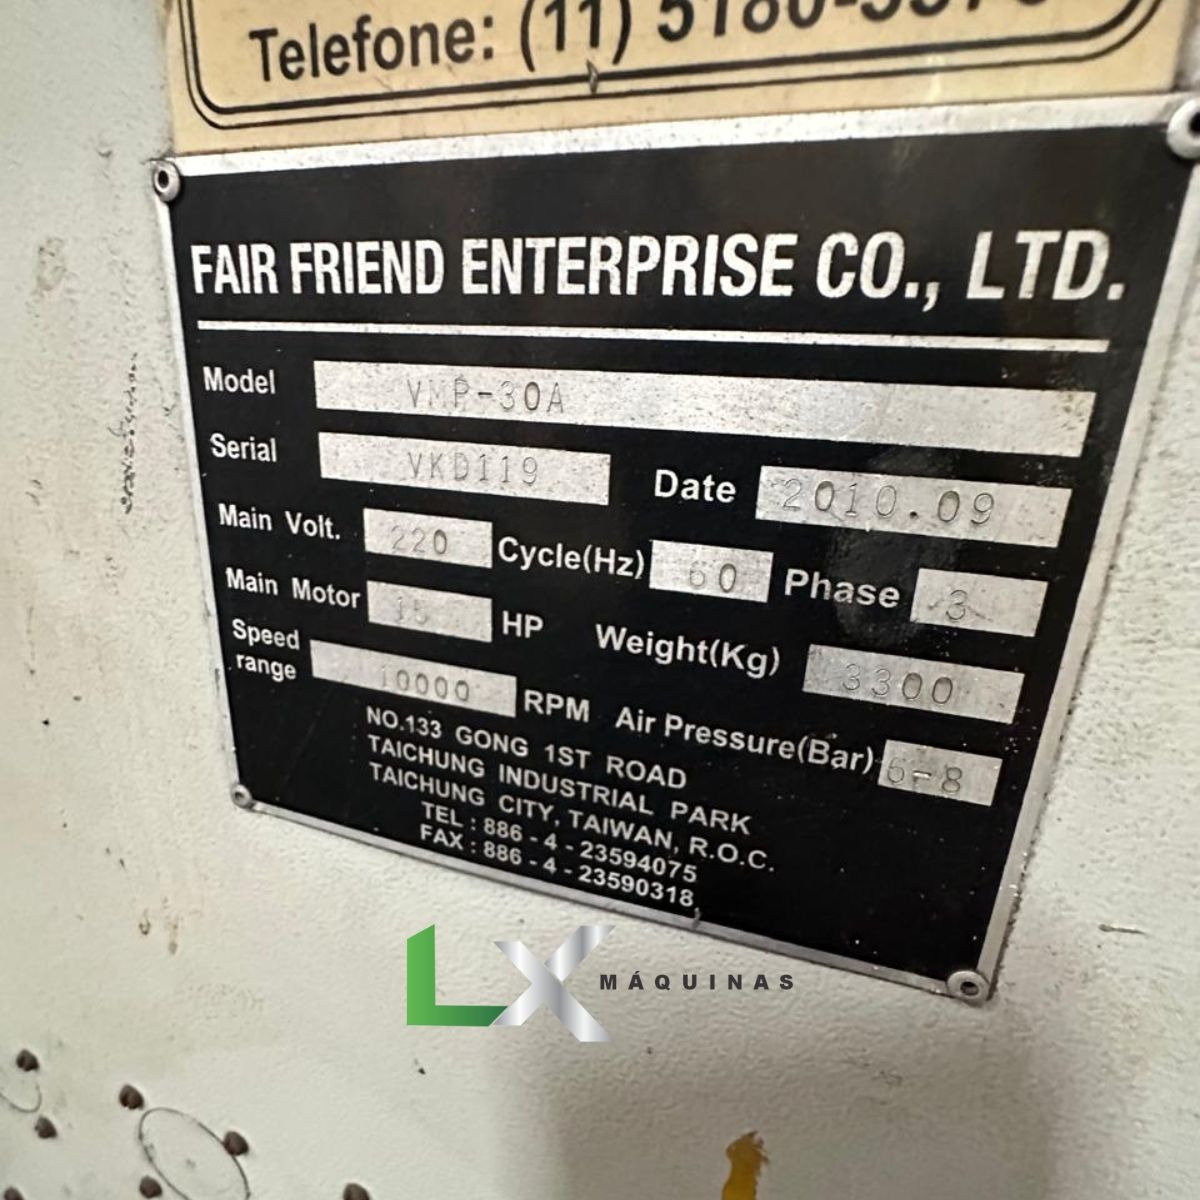 Telefone: (11) 5180-
FAIR FRIEND ENTERPRISE CO., LTD.
Model VMP-30A
Serial VKD119 Date 2010.09
Main Volt. 220 Cycle(Hz) 60 Phase 3
Main Motor 15 HP Weight(Kg) 3300
Speed range 10000 RPM Air Pressure(Bar) 6-8
NO.133 GONG 1ST ROAD
TAICHUNG INDUSTRIAL PARK
TAICHUNG CITY, TAIWAN, R.O.C.
TEL : 886 - 4 - 23594075
FAX : 886 - 4 - 23590318
LX MÁQUINAS